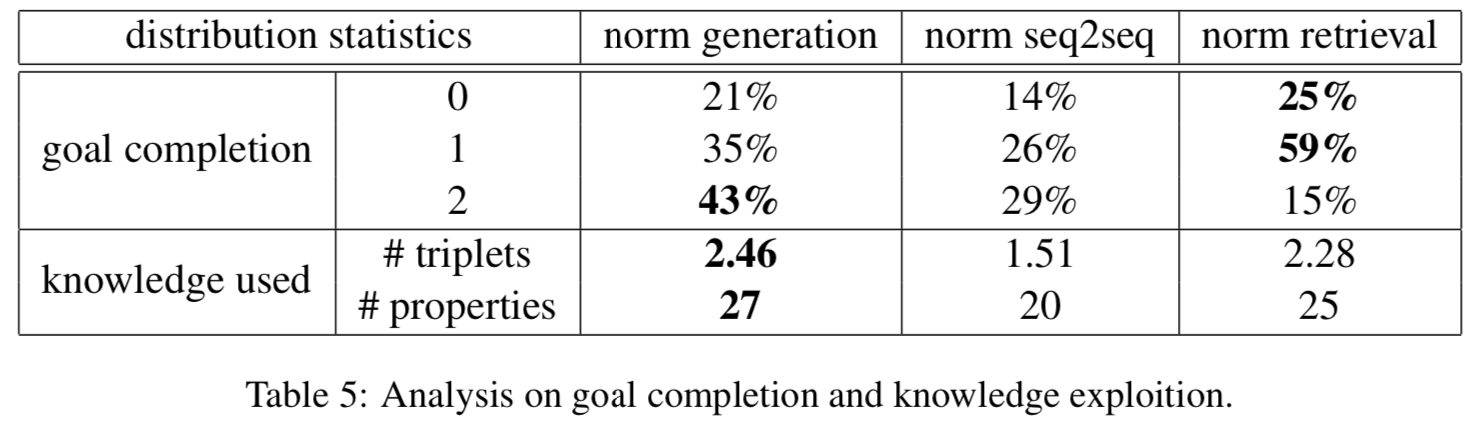 distribution statistics norm generation norm seq2seq norm retrieval
0 21% 14% 25%
goal completion 1 35% 26% 59%
2 43% 29% 15%
# triplets 2.46 1.51 2.28
knowledge used
# properties 27 20 25
Table 5: Analysis on goal completion and knowledge exploition.